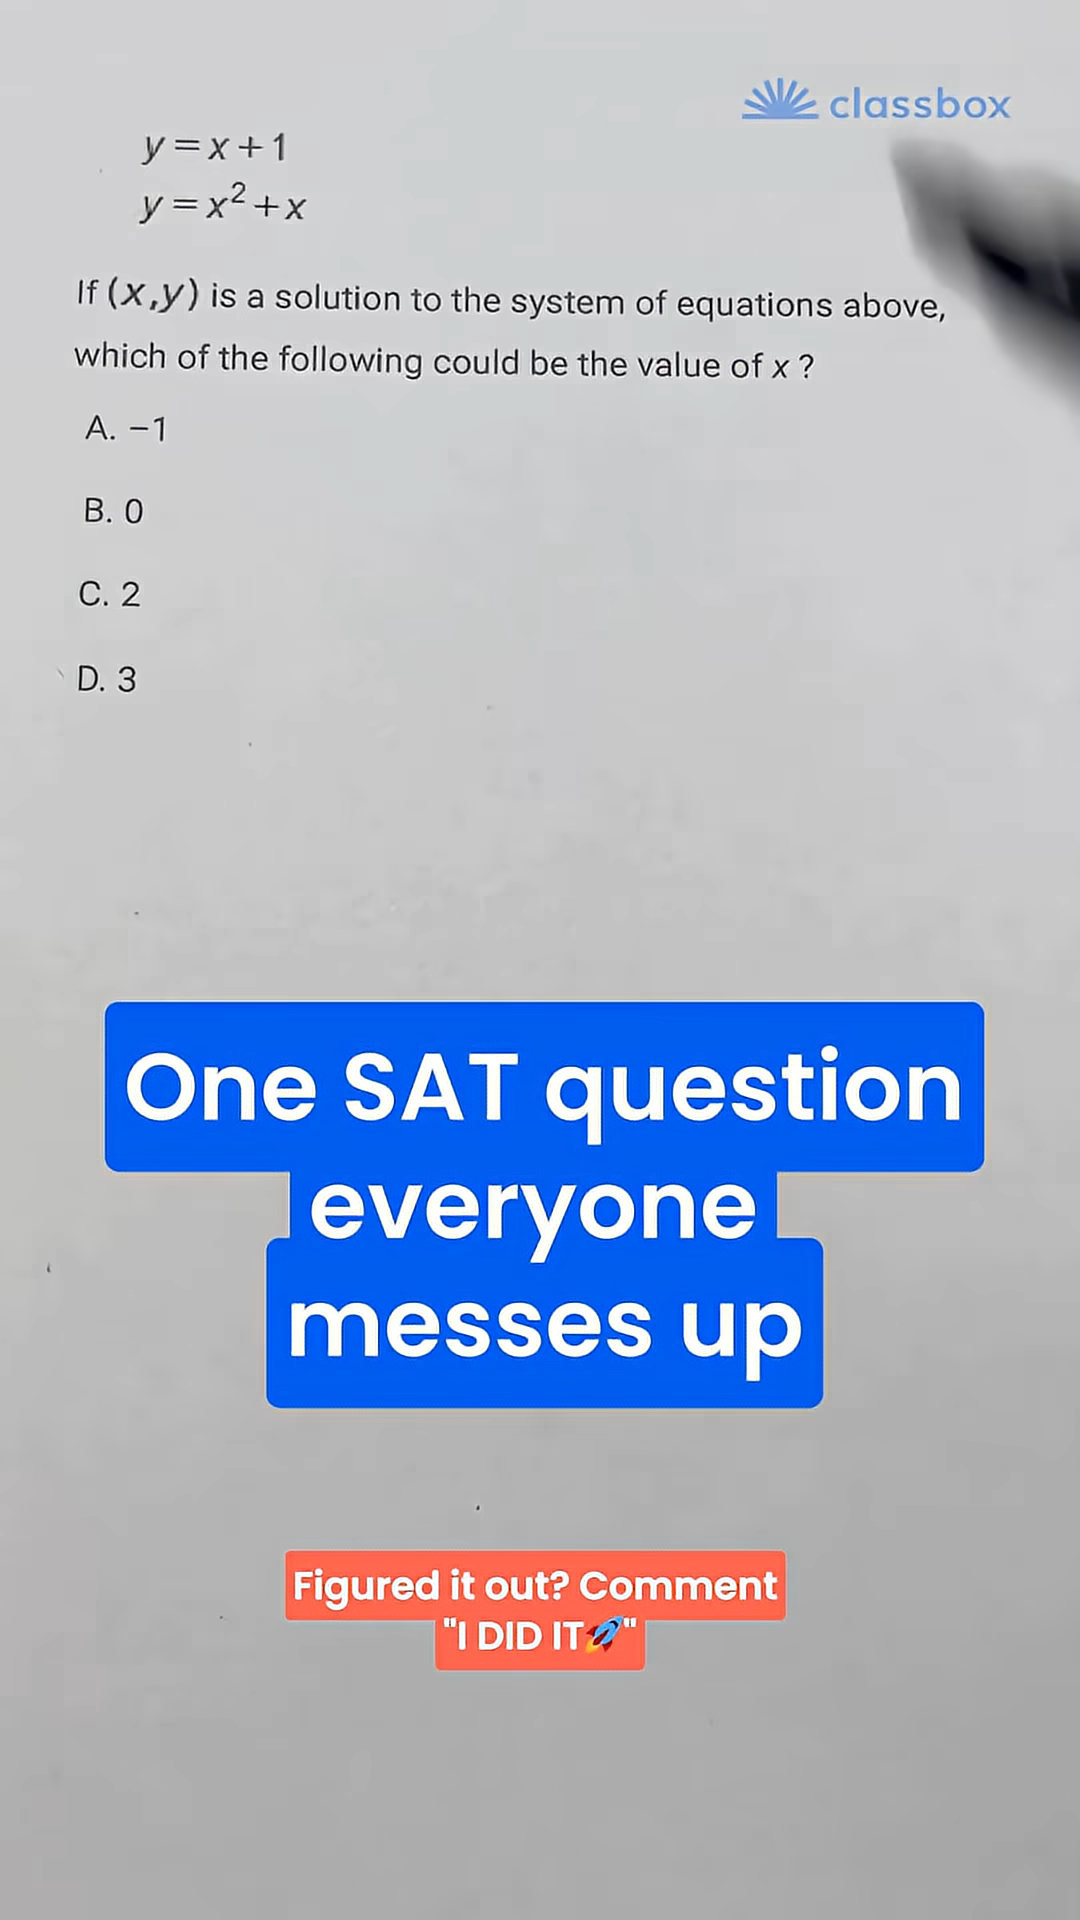 classbox
y=x+1
y=x²+x
If (x,y) is a solution to the system of equations above,
which of the following could be the value of x ?
A. −1
B. 0
C. 2
D. 3
One SAT question
everyone
messes up
Figured it out? Comment
"I DID IT🚀"